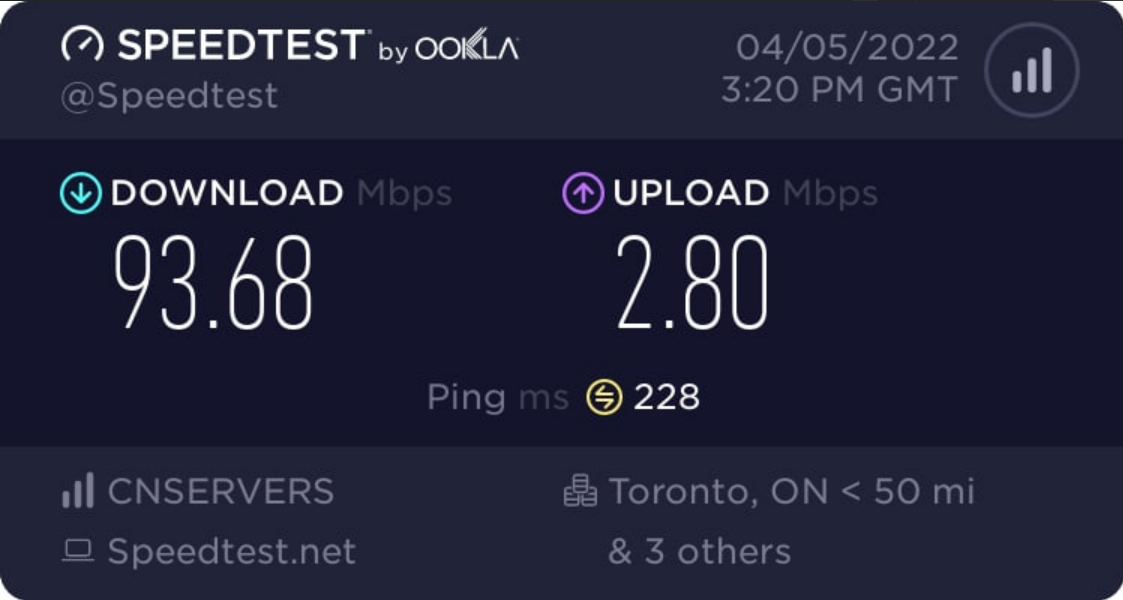 SPEEDTEST® by OOKLA®
@Speedtest
04/05/2022
3:20 PM GMT
DOWNLOAD Mbps
93.68
UPLOAD Mbps
2.80
Ping ms 228
CNSERVERS
Speedtest.net
Toronto, ON < 50 mi
& 3 others